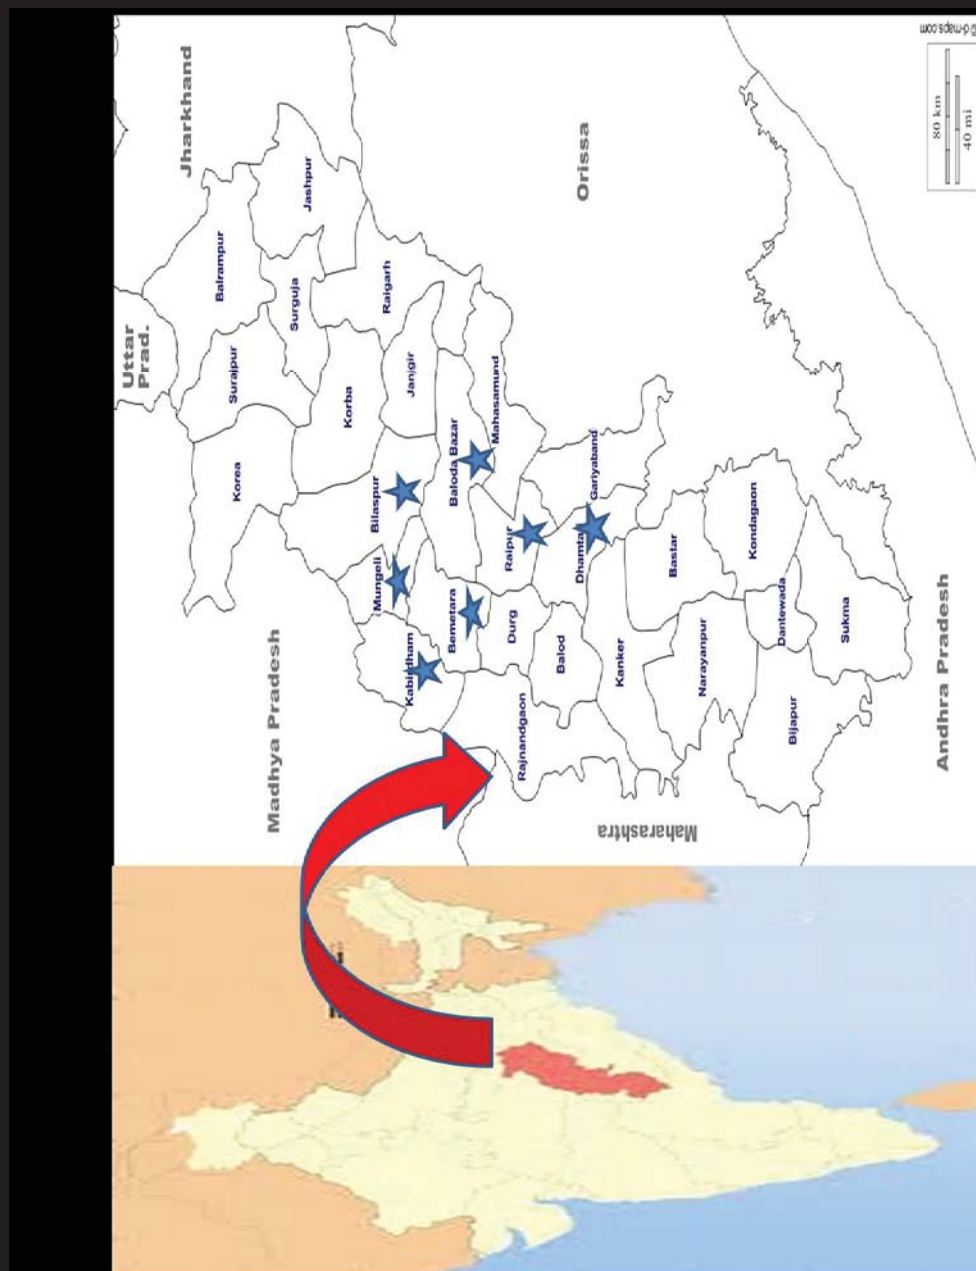 d-maps.com ©
80 km
40 mi
Jharkhand
Uttar
Prad.
Madhya Pradesh
Orissa
Maharashtra
Andhra Pradesh
Balrampur
Jashpur
Surajpur
Surguja
Korea
Korba
Raigarh
Janjgir
Bilaspur
Mungeli
Kabirdham
Baloda Bazar
Mahasamund
Bemetara
Raipur
Durg
Rajnandgaon
Balod
Gariyaband
Kanker
Bastar
Kondagaon
Narayanpur
Dantewada
Bijapur
Sukma